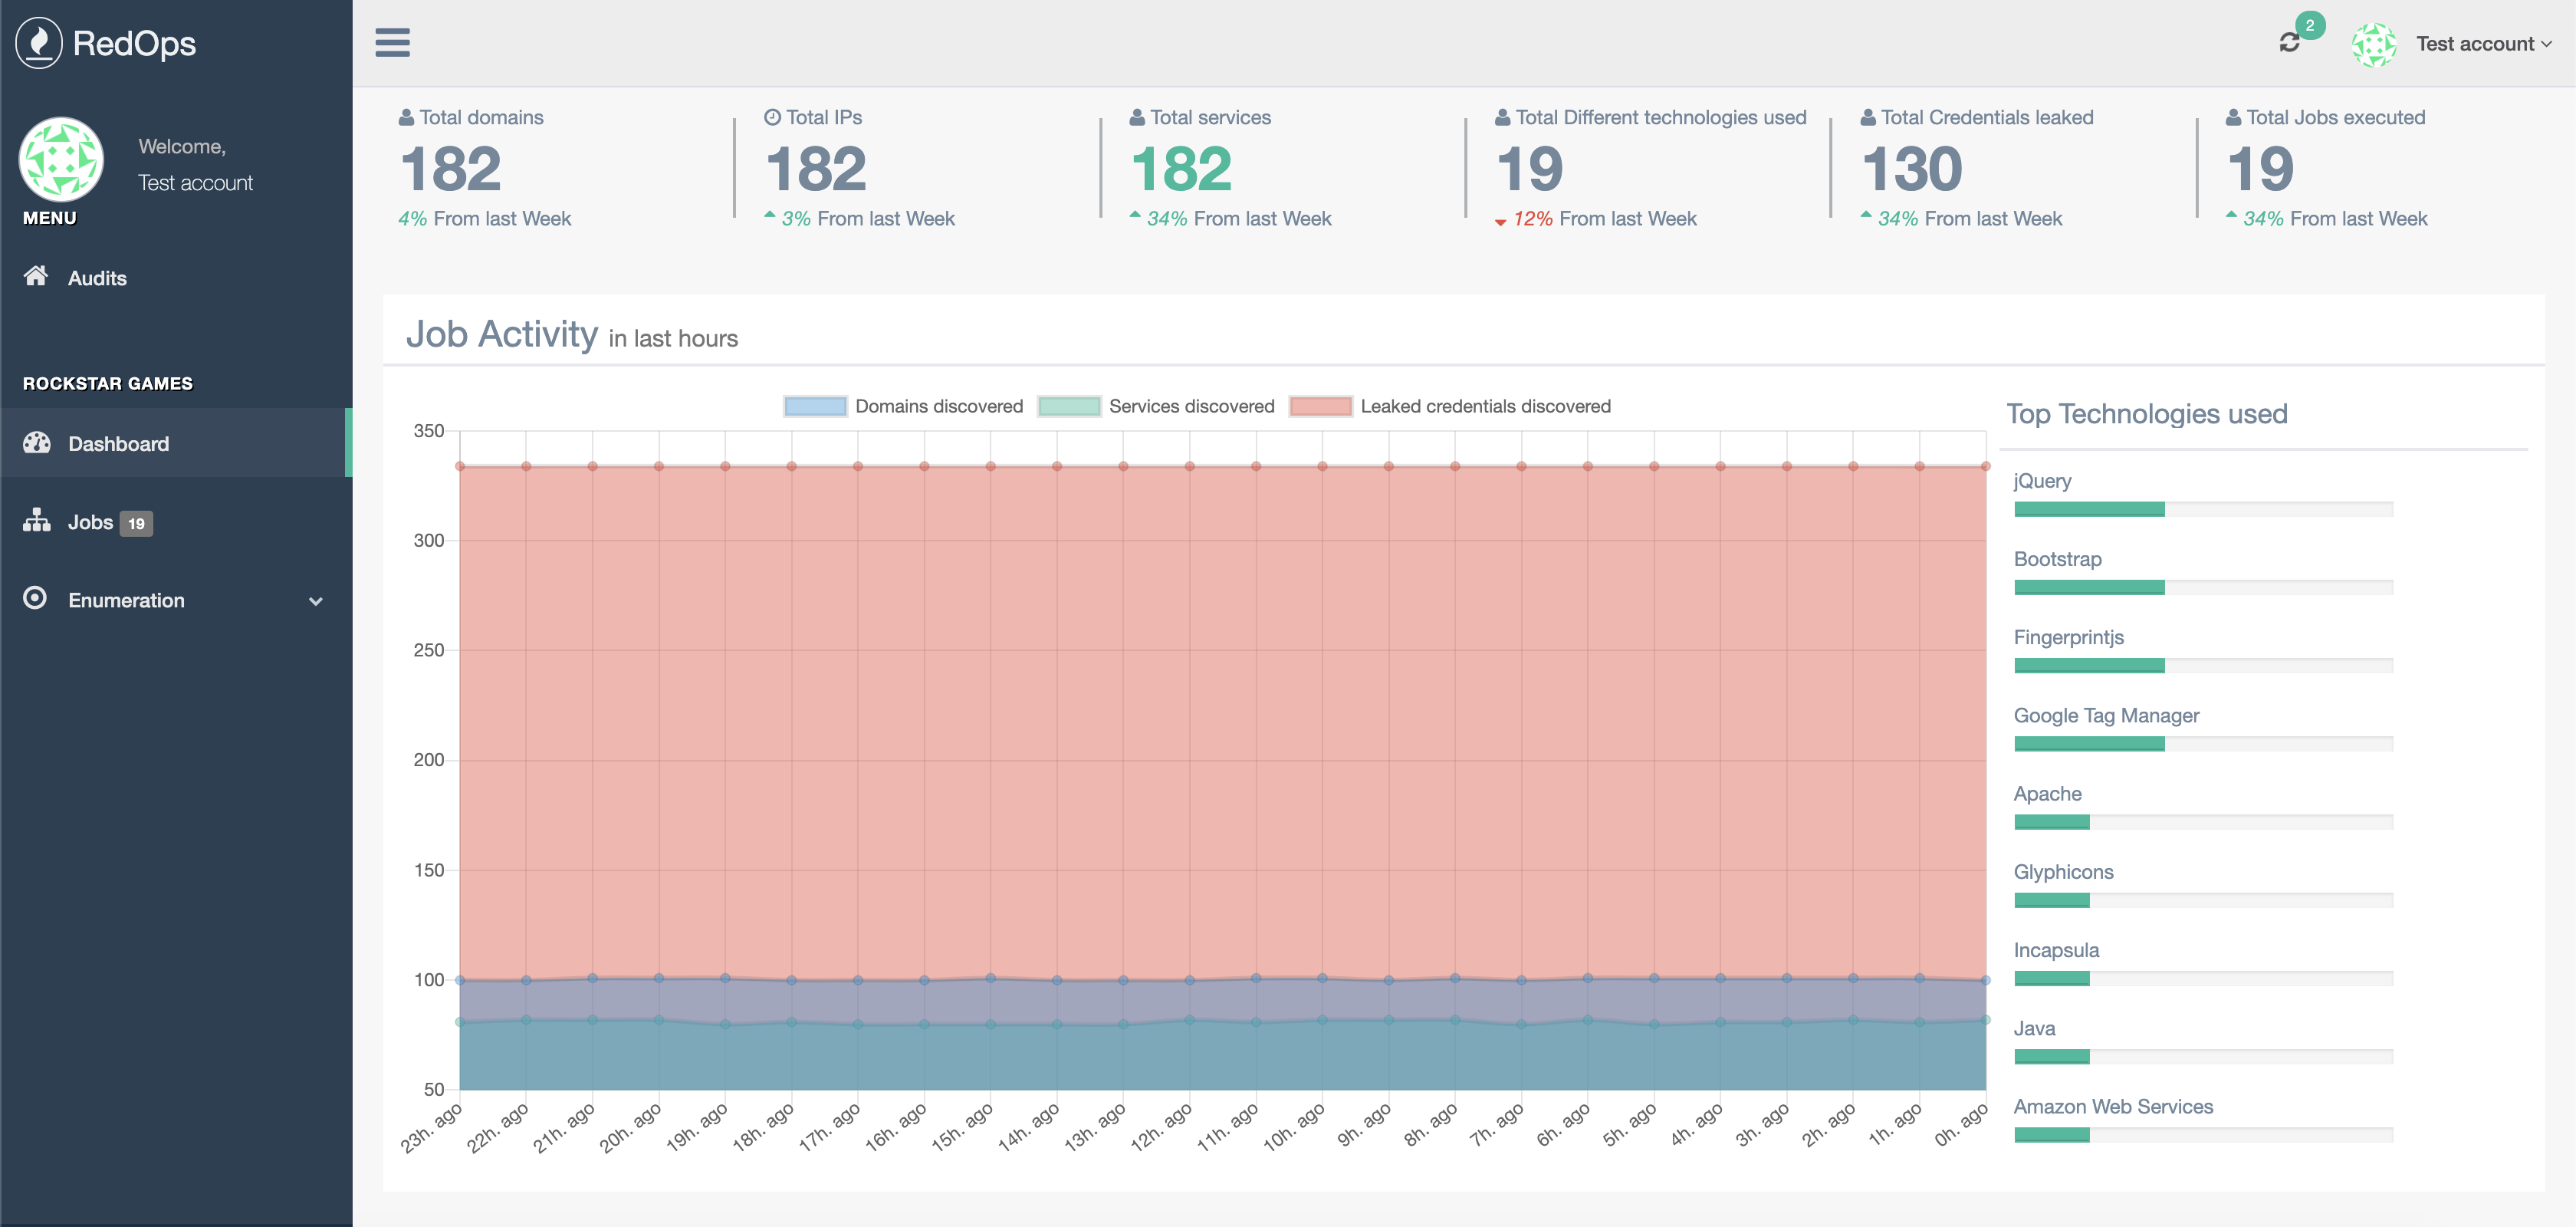 RedOps
2
Test account
Welcome,
Test account
MENU
Audits
ROCKSTAR GAMES
Dashboard
Jobs 19
Enumeration
Total domains
182
4% From last Week
Total IPs
182
3% From last Week
Total services
182
34% From last Week
Total Different technologies used
19
12% From last Week
Total Credentials leaked
130
34% From last Week
Total Jobs executed
19
34% From last Week
Job Activity in last hours
Domains discovered
Services discovered
Leaked credentials discovered
350
300
250
200
150
100
50
23h. ago
22h. ago
21h. ago
20h. ago
19h. ago
18h. ago
17h. ago
16h. ago
15h. ago
14h. ago
13h. ago
12h. ago
11h. ago
10h. ago
9h. ago
8h. ago
7h. ago
6h. ago
5h. ago
4h. ago
3h. ago
2h. ago
1h. ago
0h. ago
Top Technologies used
jQuery
Bootstrap
Fingerprintjs
Google Tag Manager
Apache
Glyphicons
Incapsula
Java
Amazon Web Services